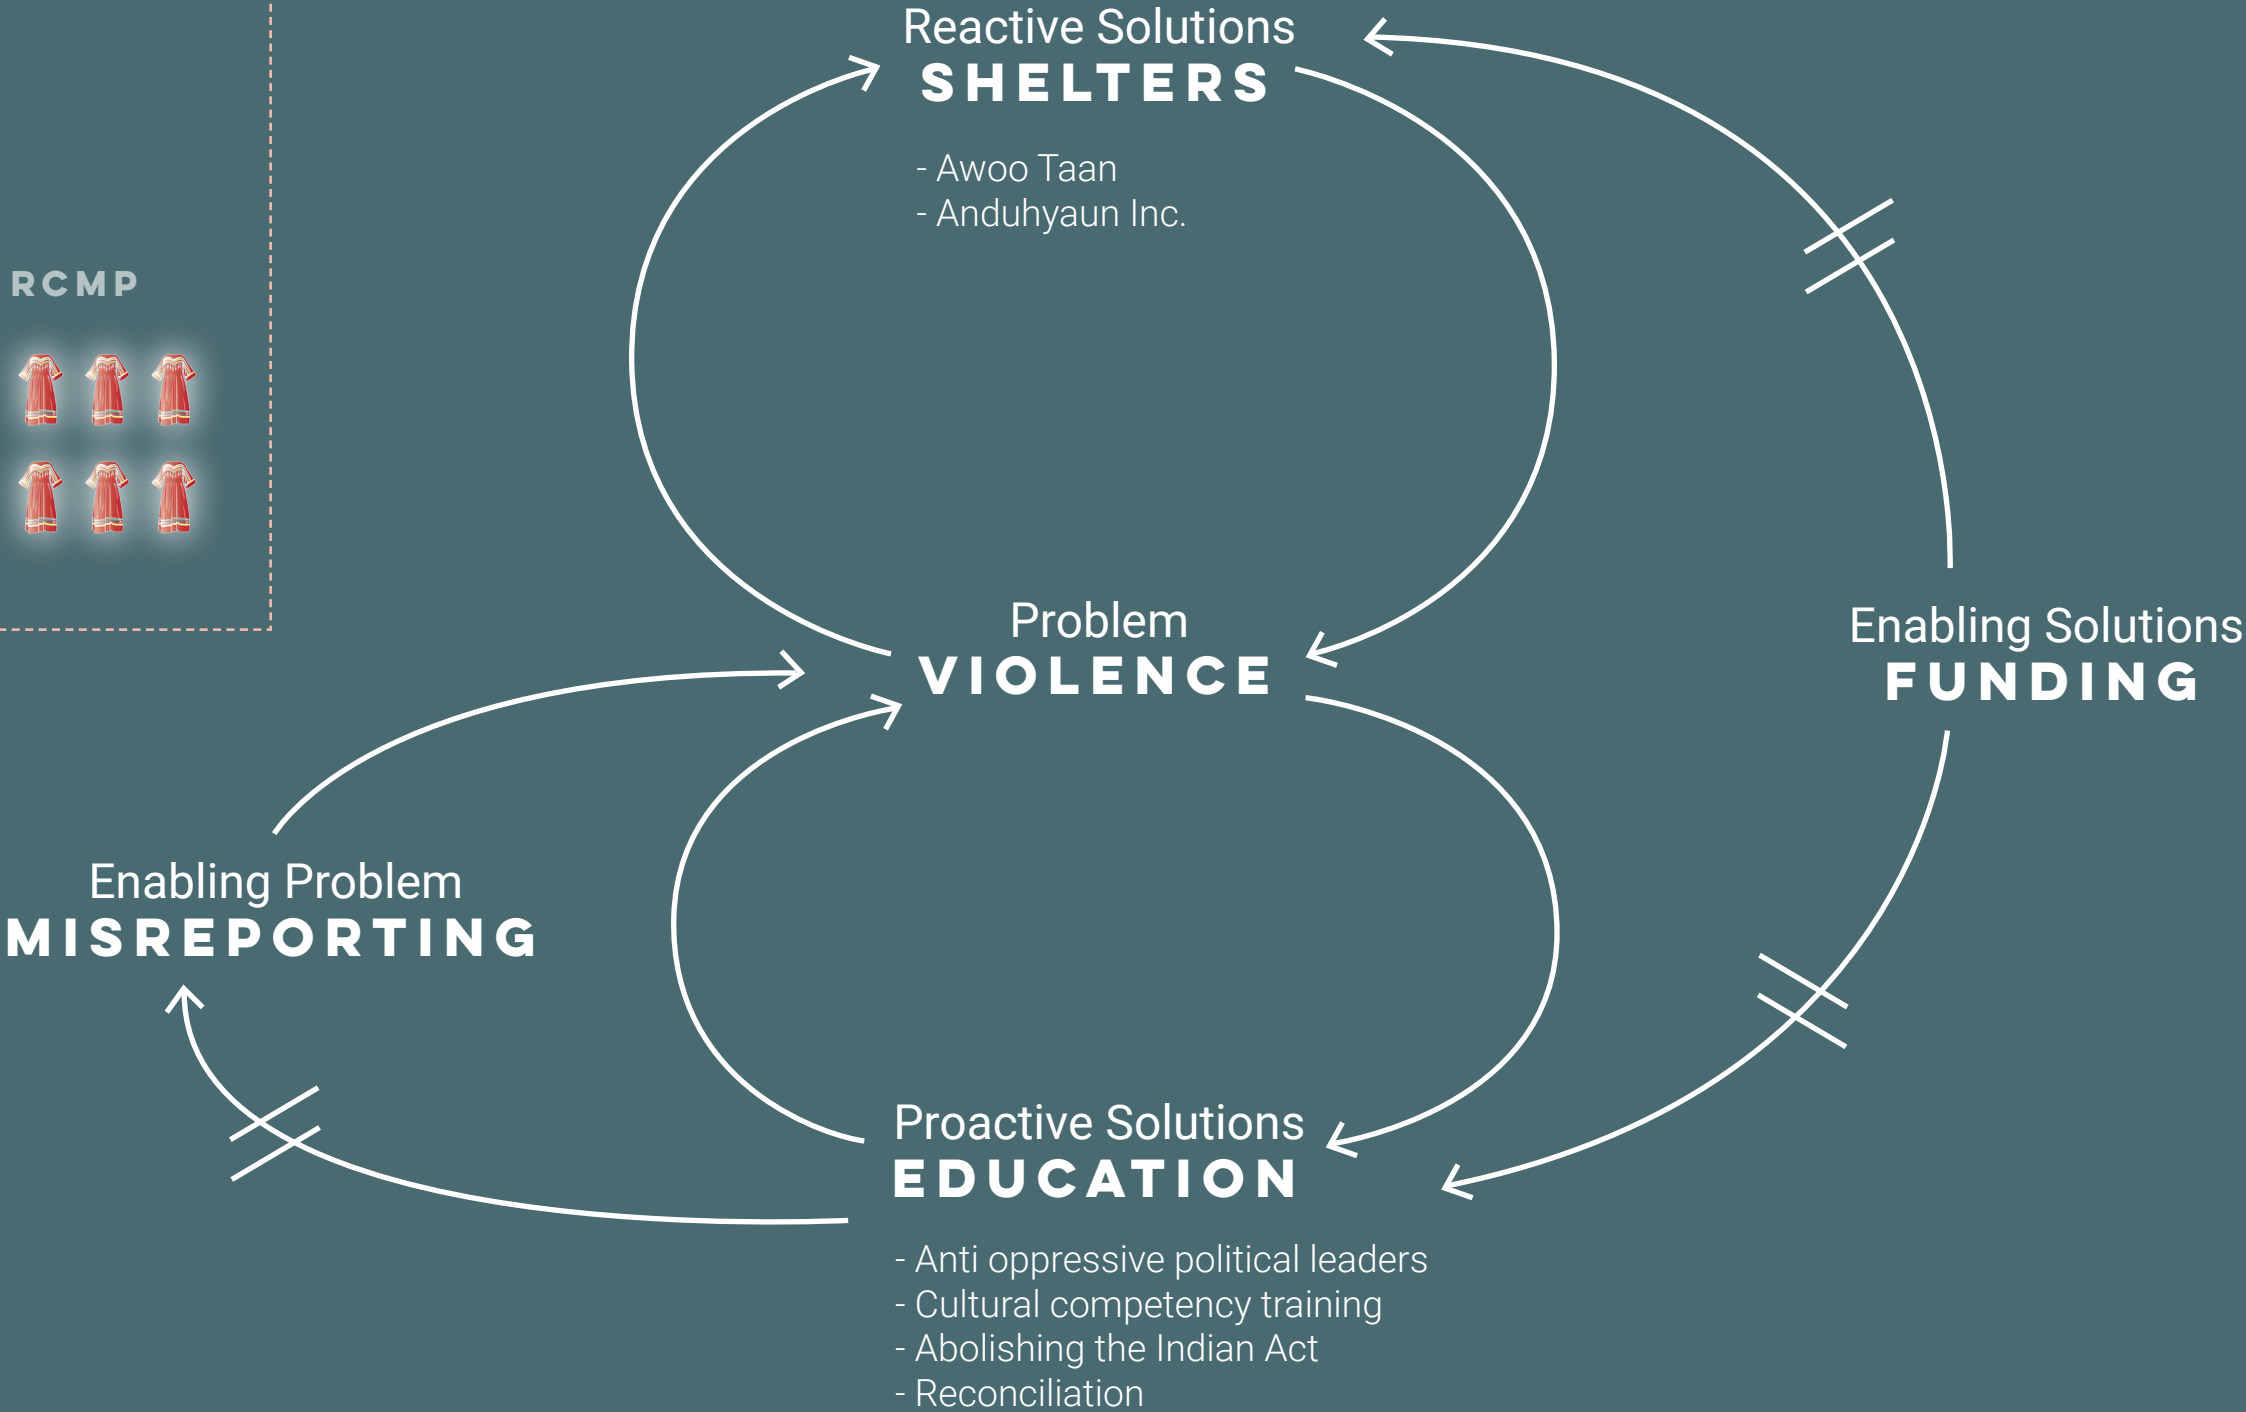 Reactive Solutions
SHELTERS
- Awoo Taan
- Anduhyaun Inc.
RCMP
Problem
VIOLENCE
Enabling Solutions
FUNDING
Enabling Problem
MISREPORTING
Proactive Solutions
EDUCATION
- Anti oppressive political leaders
- Cultural competency training
- Abolishing the Indian Act
- Reconciliation